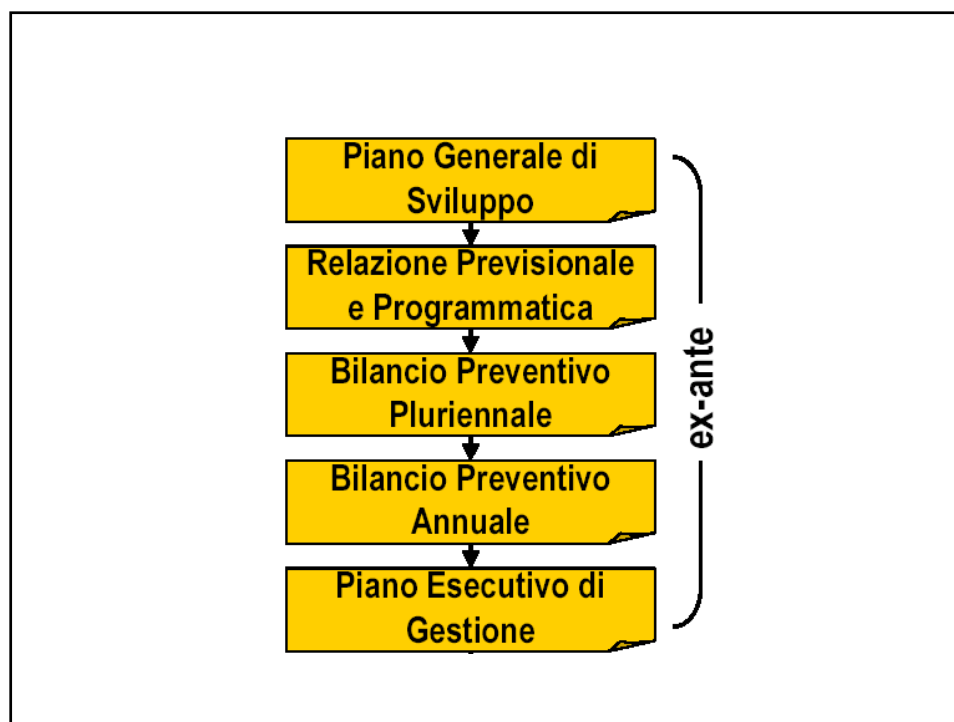 Piano Generale di
Sviluppo
Relazione Previsionale
e Programmatica
Bilancio Preventivo
Pluriennale
Bilancio Preventivo
Annuale
Piano Esecutivo di
Gestione
ex-ante